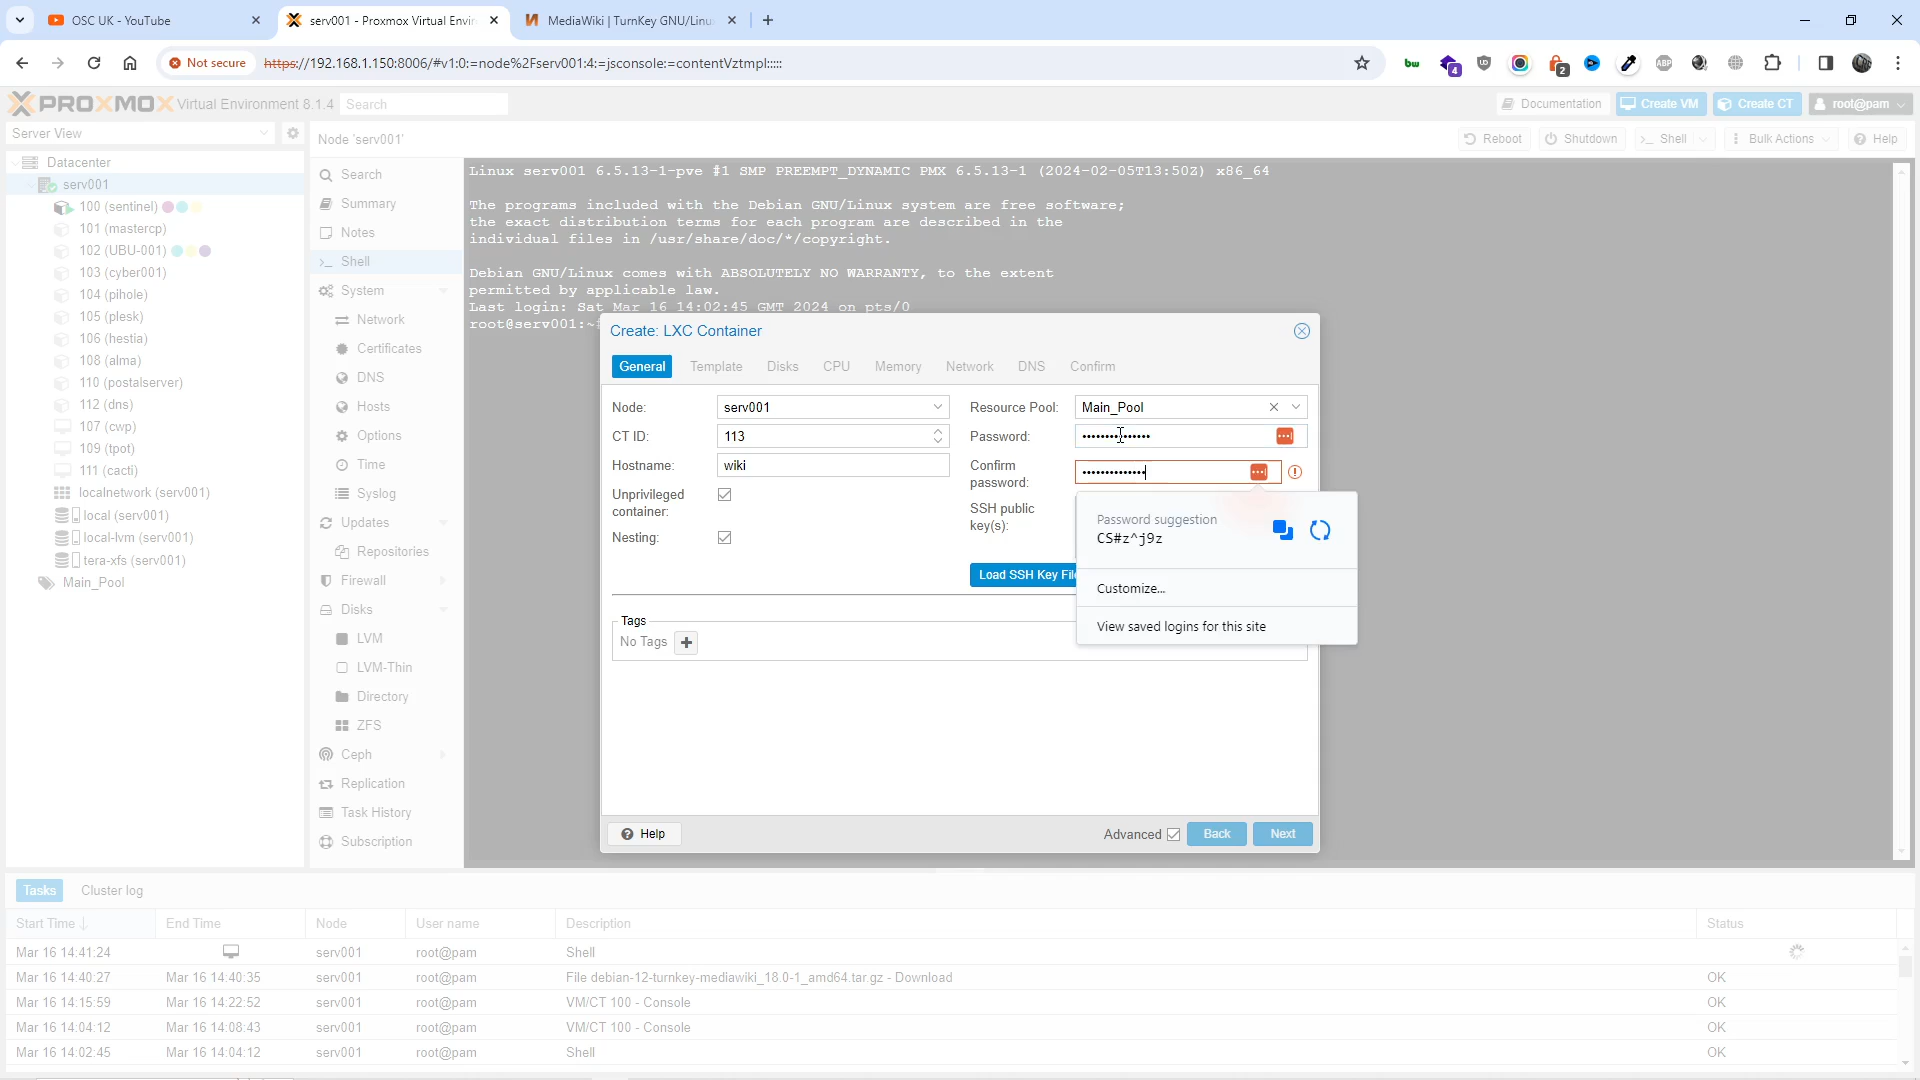 OSC UK - YouTube
serv001 - Proxmox Virtual Envir
MediaWiki | TurnKey GNU/Linu
Not secure
https://192.168.1.150:8006/#v1:0:=node%2Fserv001:4:=jsconsole:=contentVztmpl:::::
bw
4
2
ABP
PROXMOX Virtual Environment 8.1.4
Search
Documentation
Create VM
Create CT
root@pam
Server View
Node 'serv001'
Reboot
Shutdown
>_ Shell
Bulk Actions
Help
Datacenter
serv001
100 (sentinel)
101 (mastercp)
102 (UBU-001)
103 (cyber001)
104 (pihole)
105 (plesk)
106 (hestia)
108 (alma)
110 (postalserver)
112 (dns)
107 (cwp)
109 (tpot)
111 (cacti)
localnetwork (serv001)
local (serv001)
local-lvm (serv001)
tera-xfs (serv001)
Main_Pool
Search
Summary
Notes
>_ Shell
System
Network
Certificates
DNS
Hosts
Options
Time
Syslog
Updates
Repositories
Firewall
Disks
LVM
LVM-Thin
Directory
ZFS
Ceph
Replication
Task History
Subscription
Linux serv001 6.5.13-1-pve #1 SMP PREEMPT_DYNAMIC PMX 6.5.13-1 (2024-02-05T13:50Z) x86_64
The programs included with the Debian GNU/Linux system are free software;
the exact distribution terms for each program are described in the
individual files in /usr/share/doc/*/copyright.
Debian GNU/Linux comes with ABSOLUTELY NO WARRANTY, to the extent
permitted by applicable law.
Last login: Sat Mar 16 14:02:45 GMT 2024 on pts/0
root@serv001:~#
Create: LXC Container
General
Template
Disks
CPU
Memory
Network
DNS
Confirm
Node:
serv001
CT ID:
113
Hostname:
wiki
Unprivileged
container:
Nesting:
Resource Pool:
Main_Pool
Password:
•••••••••••••••
Confirm
password:
••••••••••••••
SSH public
key(s):
Load SSH Key File
Password suggestion
CS#z^j9z
Customize...
View saved logins for this site
Tags
No Tags
Help
Advanced
Back
Next
Tasks
Cluster log
Start Time ↓ End Time Node User name Description Status
Mar 16 14:41:24 serv001 root@pam Shell
Mar 16 14:40:27 Mar 16 14:40:35 serv001 root@pam File debian-12-turnkey-mediawiki_18.0-1_amd64.tar.gz - Download OK
Mar 16 14:15:59 Mar 16 14:22:52 serv001 root@pam VM/CT 100 - Console OK
Mar 16 14:04:12 Mar 16 14:08:43 serv001 root@pam VM/CT 100 - Console OK
Mar 16 14:02:45 Mar 16 14:04:12 serv001 root@pam Shell OK